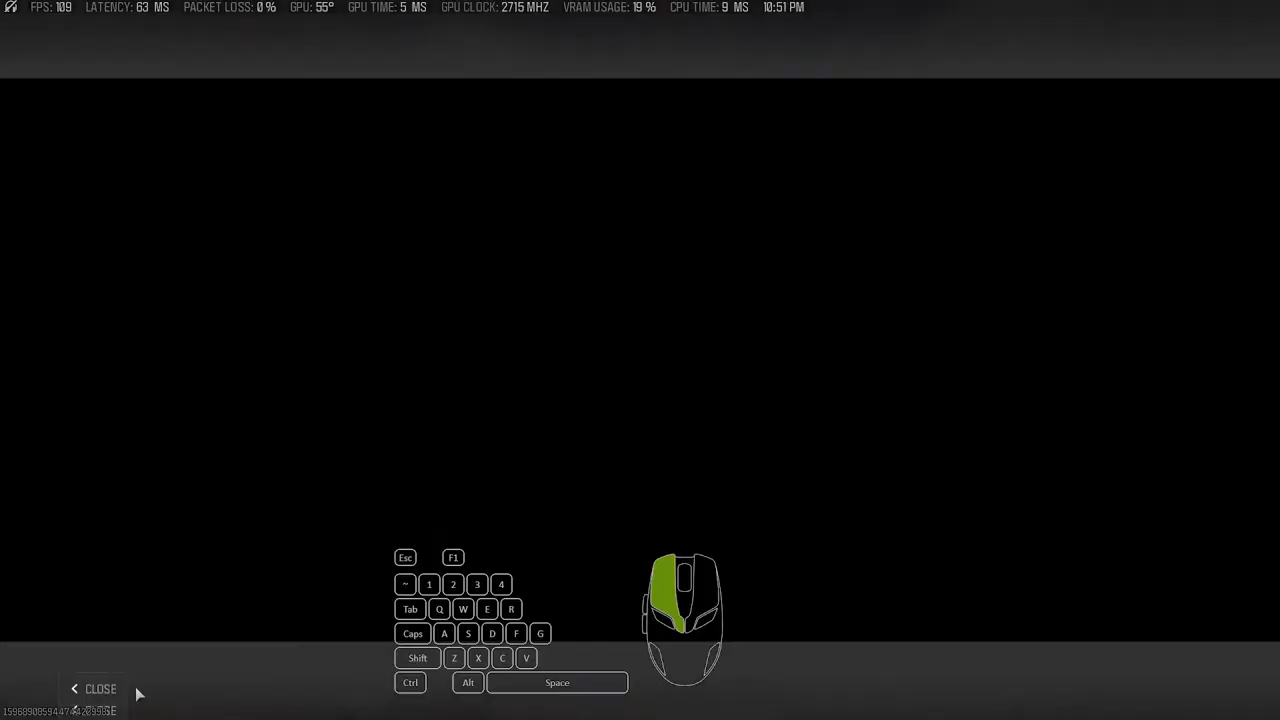 FPS: 109 LATENCY: 63 MS PACKET LOSS: 0 % GPU: 55° GPU TIME: 5 MS GPU CLOCK: 2715 MHZ VRAM USAGE: 19 % CPU TIME: 9 MS 10:51 PM
Esc F1
~ 1 2 3 4
Tab Q W E R
Caps A S D F G
Shift Z X C V
Ctrl Alt Space
CLOSE